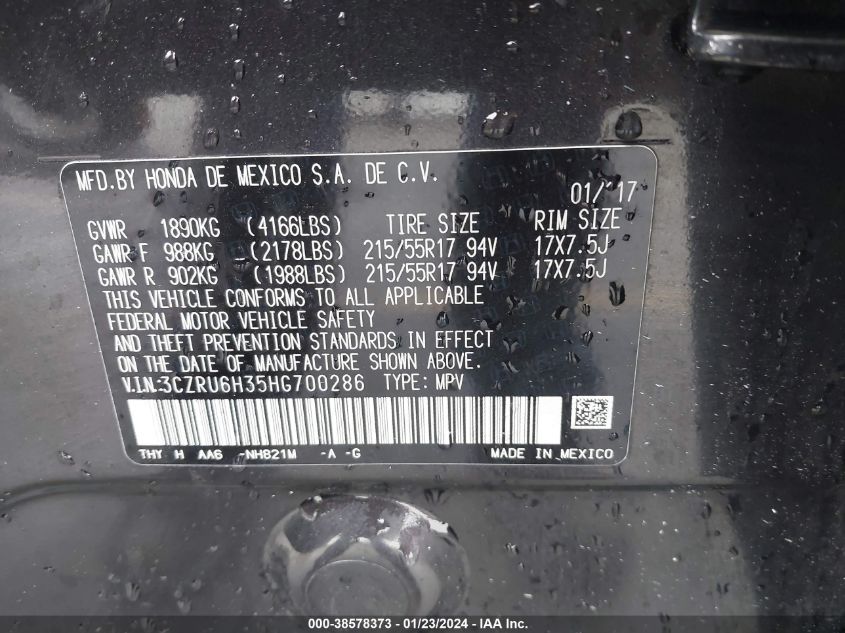 MFD.BY HONDA DE MEXICO S.A. DE C.V.
01/'17
GVWR 1890KG (4166LBS) TIRE SIZE RIM SIZE
GAWR F 988KG (2178LBS) 215/55R17 94V 17X7.5J
GAWR R 902KG (1988LBS) 215/55R17 94V 17X7.5J
THIS VEHICLE CONFORMS TO ALL APPLICABLE
FEDERAL MOTOR VEHICLE SAFETY
AND THEFT PREVENTION STANDARDS IN EFFECT
ON THE DATE OF MANUFACTURE SHOWN ABOVE.
V.I.N:3CZRU6H35HG700286 TYPE: MPV
THY H AA6 -NH821M -A -G MADE IN MEXICO
000-38578373 - 01/23/2024 - IAA Inc.